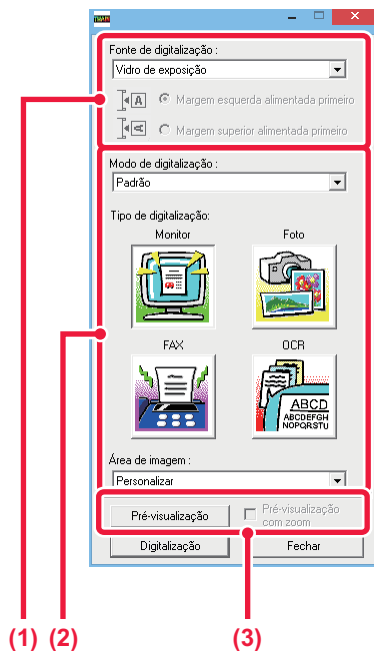 TWAIN
Fonte de digitalização :
Vidro de exposição
A Margem esquerda alimentada primeiro
A Margem superior alimentada primeiro
Modo de digitalização :
Padrão
Tipo de digitalização:
Monitor Foto
FAX OCR
ABCD
ABCDEFGH
NOPQRSTU
Área de imagem :
Personalizar
Pré-visualização Pré-visualização
com zoom
Digitalização Fechar
(1) (2) (3)